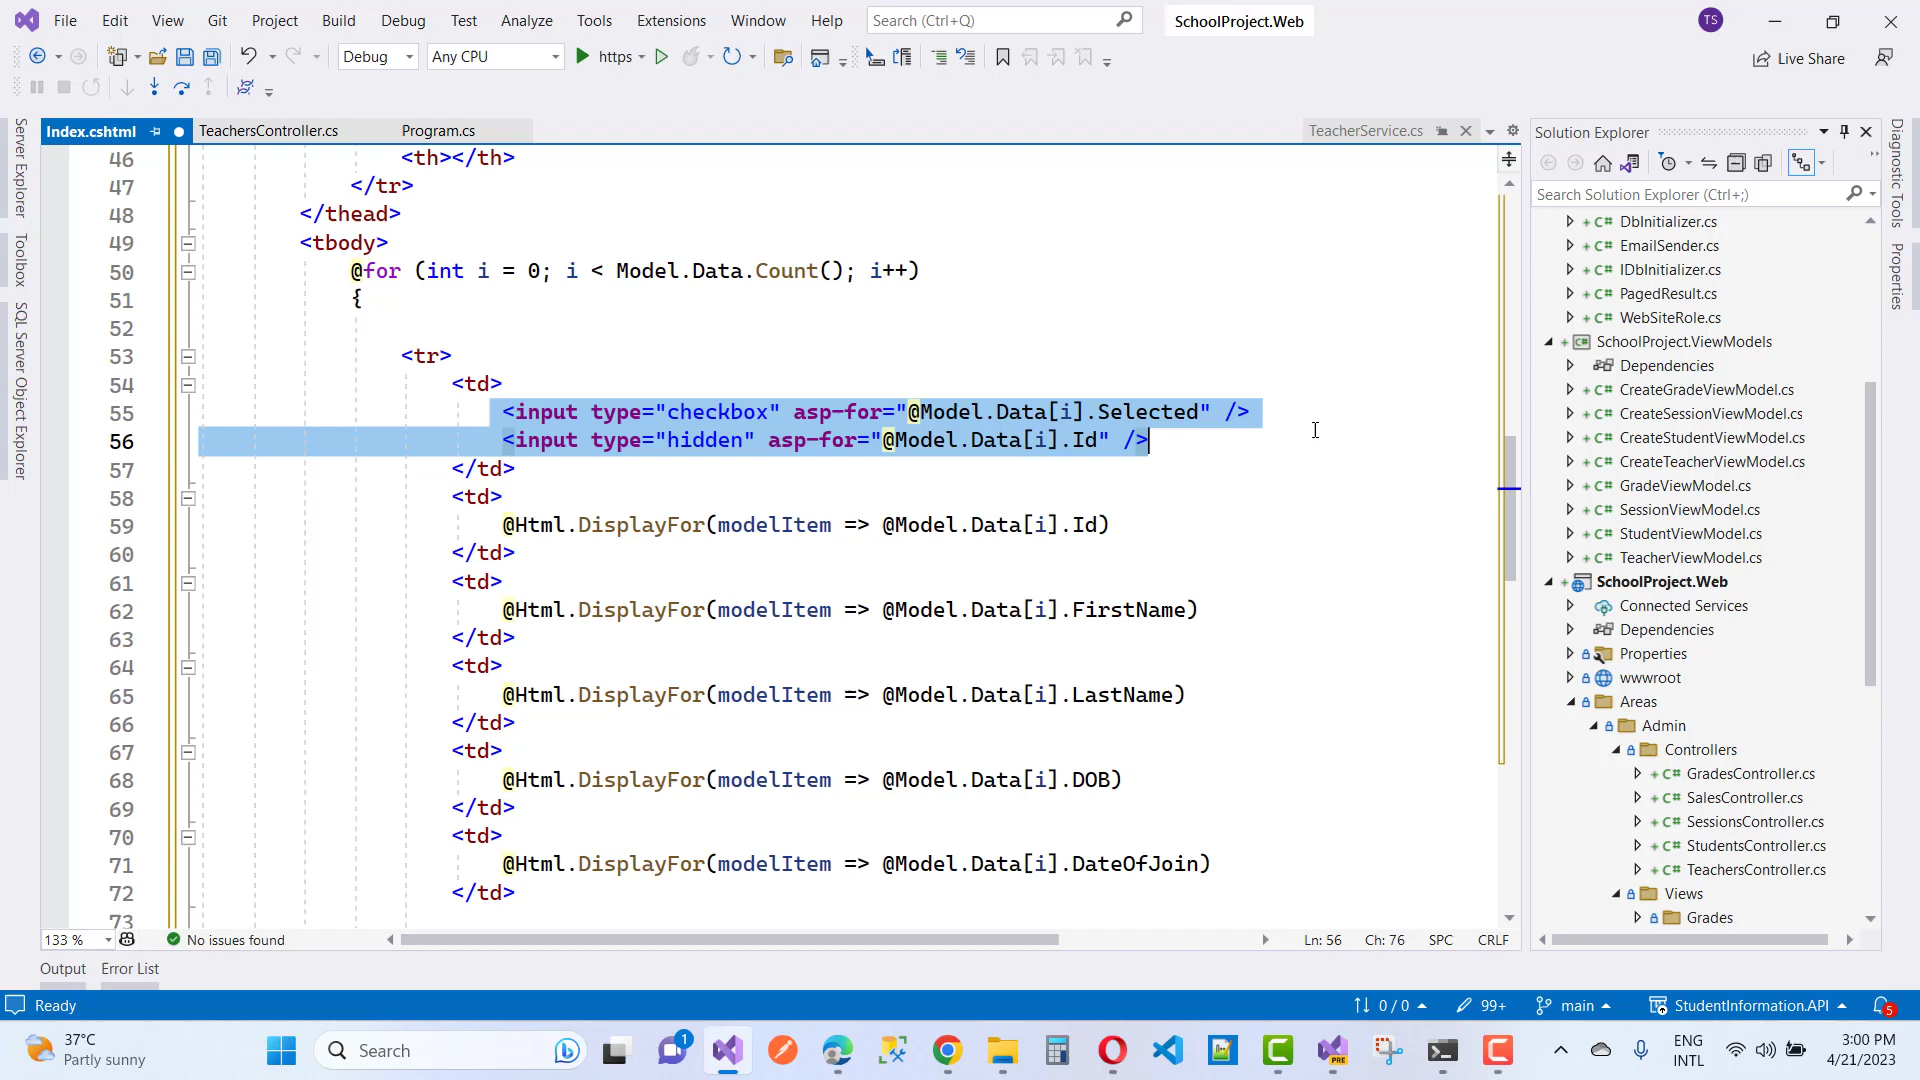 File Edit View Git Project Build Debug Test Analyze Tools Extensions Window Help Search (Ctrl+Q) SchoolProject.Web TS
Debug Any CPU https Live Share
Index.cshtml TeachersController.cs Program.cs TeacherService.cs
Server Explorer
Toolbox
SQL Server Object Explorer
46 <th></th>
47 </tr>
48 </thead>
49 <tbody>
50 @for (int i = 0; i < Model.Data.Count(); i++)
51 {
52
53 <tr>
54 <td>
55 <input type="checkbox" asp-for="@Model.Data[i].Selected" />
56 <input type="hidden" asp-for="@Model.Data[i].Id" />
57 </td>
58 <td>
59 @Html.DisplayFor(modelItem => @Model.Data[i].Id)
60 </td>
61 <td>
62 @Html.DisplayFor(modelItem => @Model.Data[i].FirstName)
63 </td>
64 <td>
65 @Html.DisplayFor(modelItem => @Model.Data[i].LastName)
66 </td>
67 <td>
68 @Html.DisplayFor(modelItem => @Model.Data[i].DOB)
69 </td>
70 <td>
71 @Html.DisplayFor(modelItem => @Model.Data[i].DateOfJoin)
72 </td>
73
133 % No issues found Ln: 56 Ch: 76 SPC CRLF
Solution Explorer
Search Solution Explorer (Ctrl+;)
C# DbInitializer.cs
C# EmailSender.cs
C# IDbInitializer.cs
C# PagedResult.cs
C# WebSiteRole.cs
C# SchoolProject.ViewModels
Dependencies
C# CreateGradeViewModel.cs
C# CreateSessionViewModel.cs
C# CreateStudentViewModel.cs
C# CreateTeacherViewModel.cs
C# GradeViewModel.cs
C# SessionViewModel.cs
C# StudentViewModel.cs
C# TeacherViewModel.cs
SchoolProject.Web
Connected Services
Dependencies
Properties
wwwroot
Areas
Admin
Controllers
C# GradesController.cs
C# SalesController.cs
C# SessionsController.cs
C# StudentsController.cs
C# TeachersController.cs
Views
Grades
Diagnostic Tools
Properties
Output Error List
Ready 0 / 0 99+ main StudentInformation.API 5
37°C
Partly sunny
Search 1 PRE
ENG
INTL
3:00 PM
4/21/2023